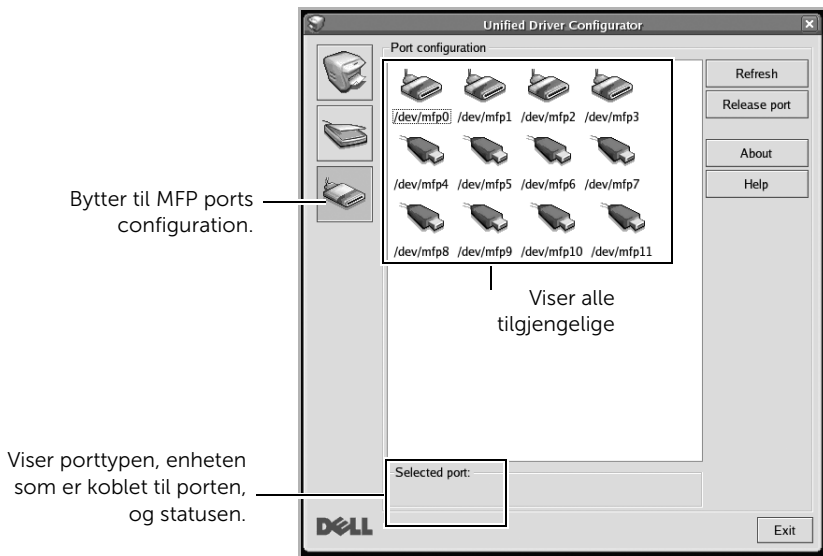 Unified Driver Configurator
Port configuration
/dev/mfp0 /dev/mfp1 /dev/mfp2 /dev/mfp3
/dev/mfp4 /dev/mfp5 /dev/mfp6 /dev/mfp7
/dev/mfp8 /dev/mfp9 /dev/mfp10 /dev/mfp11
Refresh
Release port
About
Help
Bytter til MFP ports
configuration.
Viser alle
tilgjengelige
Viser porttypen, enheten
som er koblet til porten,
og statusen.
Selected port:
DELL
Exit